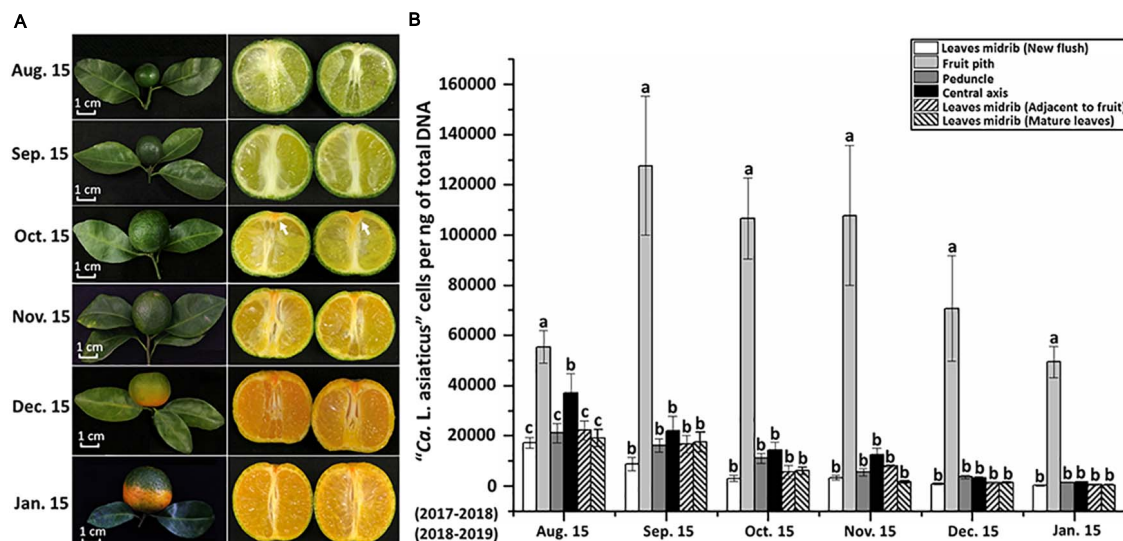 A
Aug. 15
1 cm
Sep. 15
1 cm
Oct. 15
1 cm
Nov. 15
1 cm
Dec. 15
1 cm
Jan. 15
1 cm
B
Leaves midrib (New flush)
Fruit pith
Peduncle
Central axis
Leaves midrib (Adjacent to fruit)
Leaves midrib (Mature leaves)
"Ca. L. asiaticus" cells per ng of total DNA
160000
140000
120000
100000
80000
60000
40000
20000
0
c a c b c c
b a b b b b
b a b b b b
b a b b b b
b a b b b b
b a b b b b
(2017-2018)
(2018-2019)
Aug. 15 Sep. 15 Oct. 15 Nov. 15 Dec. 15 Jan. 15